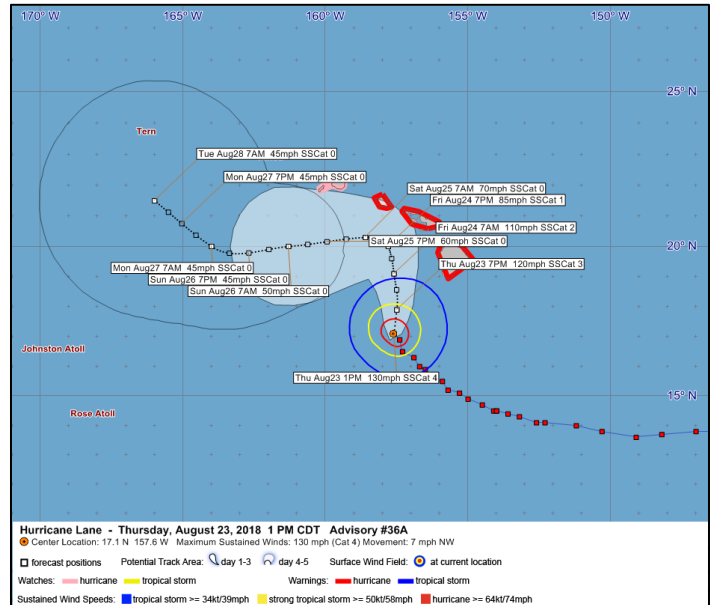 170° W 165° W 160° W 155° W 150° W
25° N
Tern
Tue Aug28 7AM 45mph SSCat 0
Mon Aug27 7PM 45mph SSCat 0
Sat Aug25 7AM 70mph SSCat 0
Fri Aug24 7PM 85mph SSCat 1
Fri Aug24 7AM 110mph SSCat 2
Sat Aug25 7PM 60mph SSCat 0
20° N
Thu Aug23 7PM 120mph SSCat 3
Mon Aug27 7AM 45mph SSCat 0
Sun Aug26 7PM 45mph SSCat 0
Sun Aug26 7AM 50mph SSCat 0
Johnston Atoll
Thu Aug23 1PM 130mph SSCat 4
15° N
Rose Atoll
Hurricane Lane - Thursday, August 23, 2018 1 PM CDT Advisory #36A
Center Location: 17.1 N 157.6 W Maximum Sustained Winds: 130 mph (Cat 4) Movement: 7 mph NW
forecast positions Potential Track Area: day 1-3 day 4-5 Surface Wind Field: at current location
Watches: hurricane tropical storm Warnings: hurricane tropical storm
Sustained Wind Speeds: tropical storm >= 34kt/39mph strong tropical storm >= 50kt/58mph hurricane >= 64kt/74mph